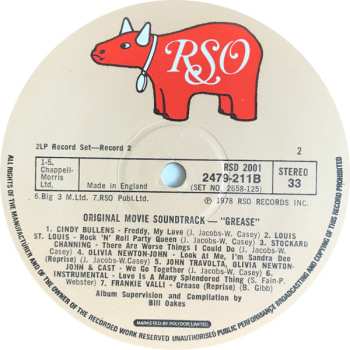 RSO
2LP Record Set—Record 2
2
1-5. Chappell-Morris Ltd.
6.Big 3 M.Ltd. 7.RSO Publ.Ltd.
Made in England
RSD 2001
2479-211B
(SET NO. 2658-125)
℗ 1978 RSO RECORDS INC.
STEREO
33
ORIGINAL MOVIE SOUNDTRACK — "GREASE"
1. CINDY BULLENS - Freddy, My Love (J. Jacobs-W. Casey) 2. LOUIS
ST. LOUIS - Rock 'N' Roll Party Queen (J. Jacobs-W. Casey) 3. STOCKARD
CHANNING - There Are Worse Things I Could Do (J. Jacobs-W.
Casey) 4. OLIVIA NEWTON-JOHN - Look At Me, I'm Sandra Dee
(Reprise) (J. Jacobs-W. Casey) 5. JOHN TRAVOLTA, OLIVIA NEWTON-
JOHN & CAST - We Go Together (J. Jacobs-W. Casey) 6.
INSTRUMENTAL - Love Is A Many Splendored Thing (S. Fain-P.
Webster) 7. FRANKIE VALLI - Grease (Reprise) (B. Gibb)
Album Supervision and Compilation by
Bill Oakes
MARKETED BY POLYDOR LIMITED
ALL RIGHTS OF THE MANUFACTURER AND OF THE OWNER OF THE RECORDED WORK RESERVED UNAUTHORISED PUBLIC PERFORMANCE BROADCASTING AND COPYING OF THIS RECORD PROHIBITED